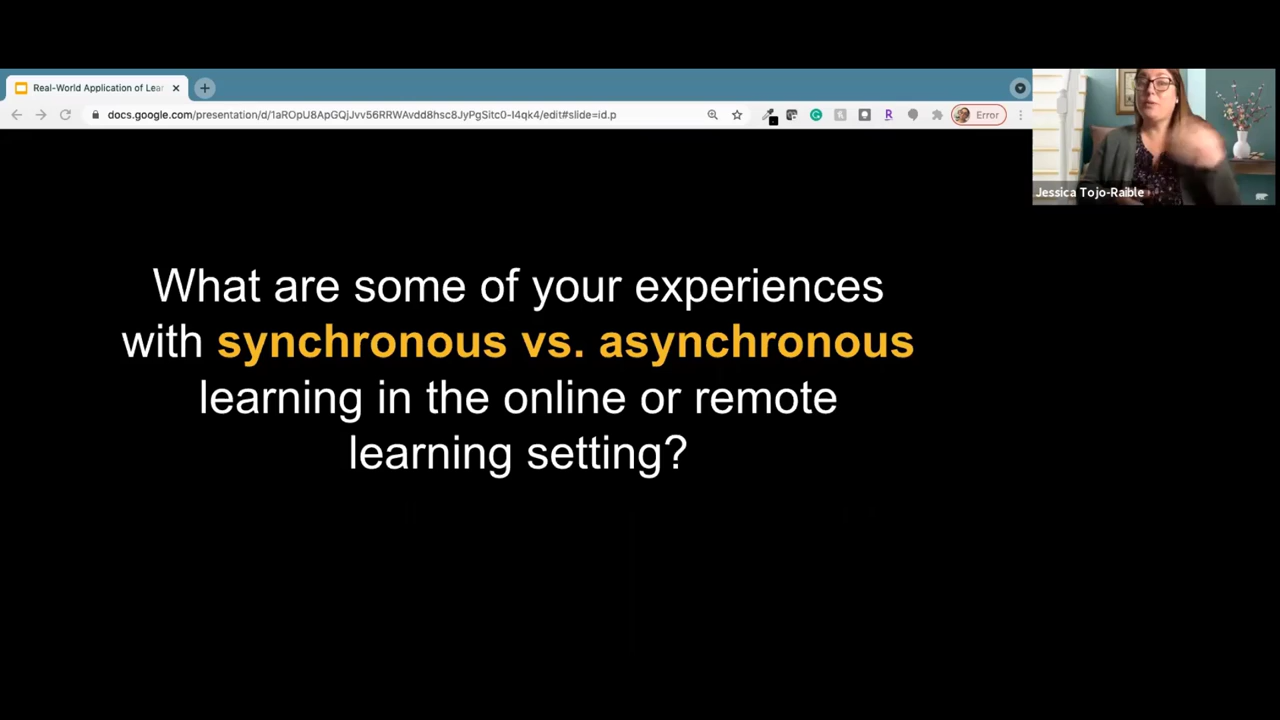 Real-World Application of Lea
docs.google.com/presentation/d/1aROpU8ApGQjJvv56RRWAvdd8hsc8JyPgSitc0-I4qk4/edit#slide=id.p
Error
Jessica Tojo-Raible
What are some of your experiences
with synchronous vs. asynchronous
learning in the online or remote
learning setting?